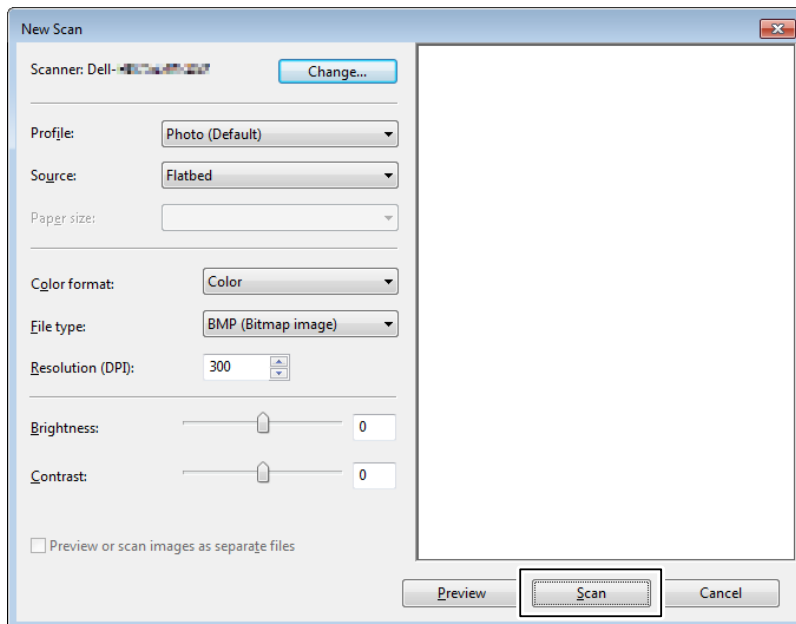 New Scan
Scanner: Dell-
Change...
Profile:
Photo (Default)
Source:
Flatbed
Paper size:
Color format:
Color
File type:
BMP (Bitmap image)
Resolution (DPI):
300
Brightness:
0
Contrast:
0
Preview or scan images as separate files
Preview
Scan
Cancel